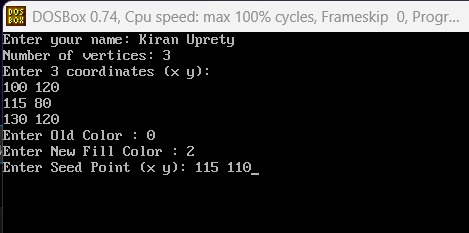 DOS
BOX
DOSBox 0.74, Cpu speed: max 100% cycles, Frameskip 0, Progr...
Enter your name: Kiran Uprety
Number of vertices: 3
Enter 3 coordinates (x y):
100 120
115 80
130 120
Enter Old Color : 0
Enter New Fill Color : 2
Enter Seed Point (x y): 115 110_